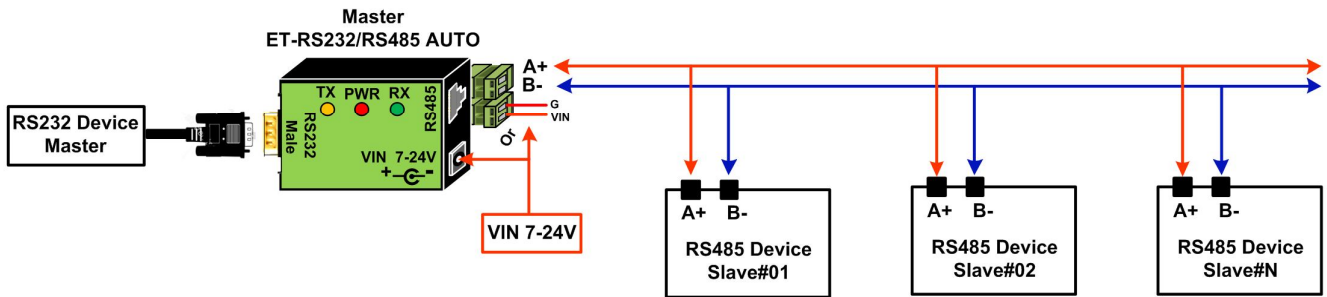 Master
ET-RS232/RS485 AUTO
RS232 Device
Master
TX PWR RX
RS232
Male
RS485
VIN 7-24V
+ -
A+
B-
G
VIN
Or
VIN 7-24V
A+ B-
RS485 Device
Slave#01
A+ B-
RS485 Device
Slave#02
A+ B-
RS485 Device
Slave#N